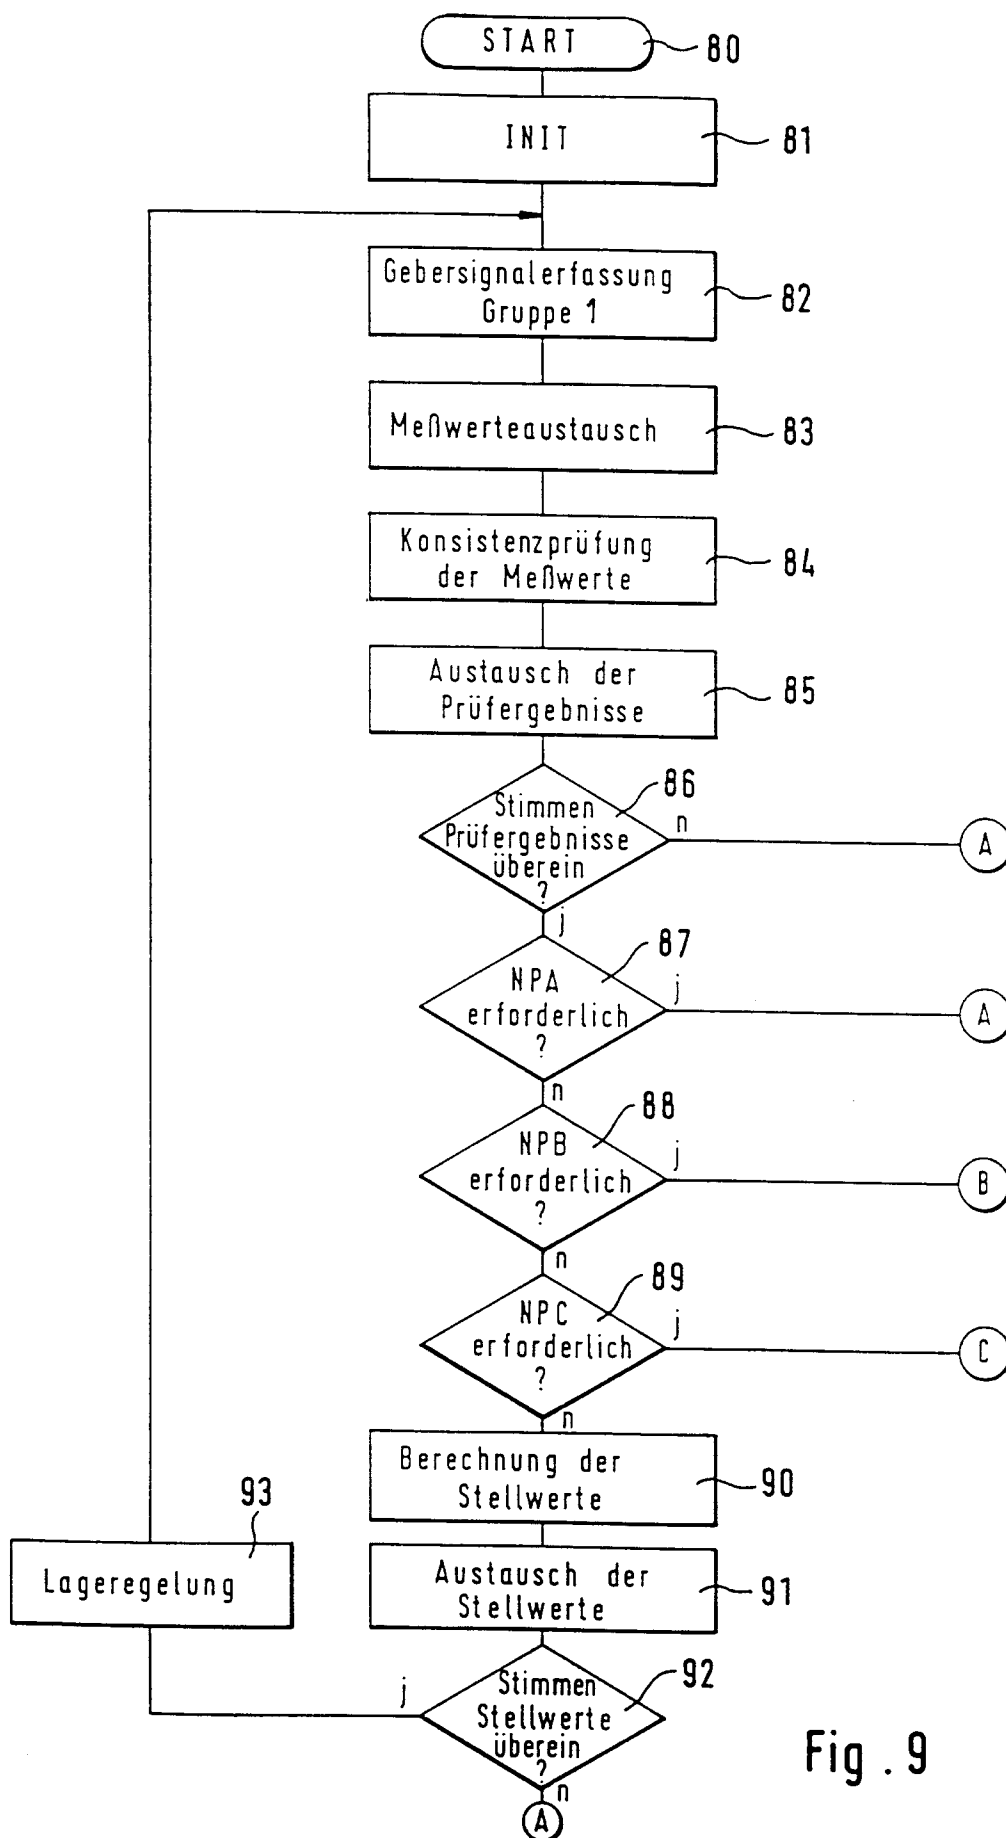 START
80
INIT
81
Gebersignalerfassung
Gruppe 1
82
Meßwerteaustausch
83
Konsistenzprüfung
der Meßwerte
84
Austausch der
Prüfergebnisse
85
86
Stimmen
Prüfergebnisse
überein
?
n
A
j
87
NPA
erforderlich
?
j
A
n
88
NPB
erforderlich
?
j
B
n
89
NPC
erforderlich
?
j
C
n
Berechnung der
Stellwerte
90
93
Lageregelung
Austausch der
Stellwerte
91
92
Stimmen
Stellwerte
überein
?
j
n
A
Fig. 9